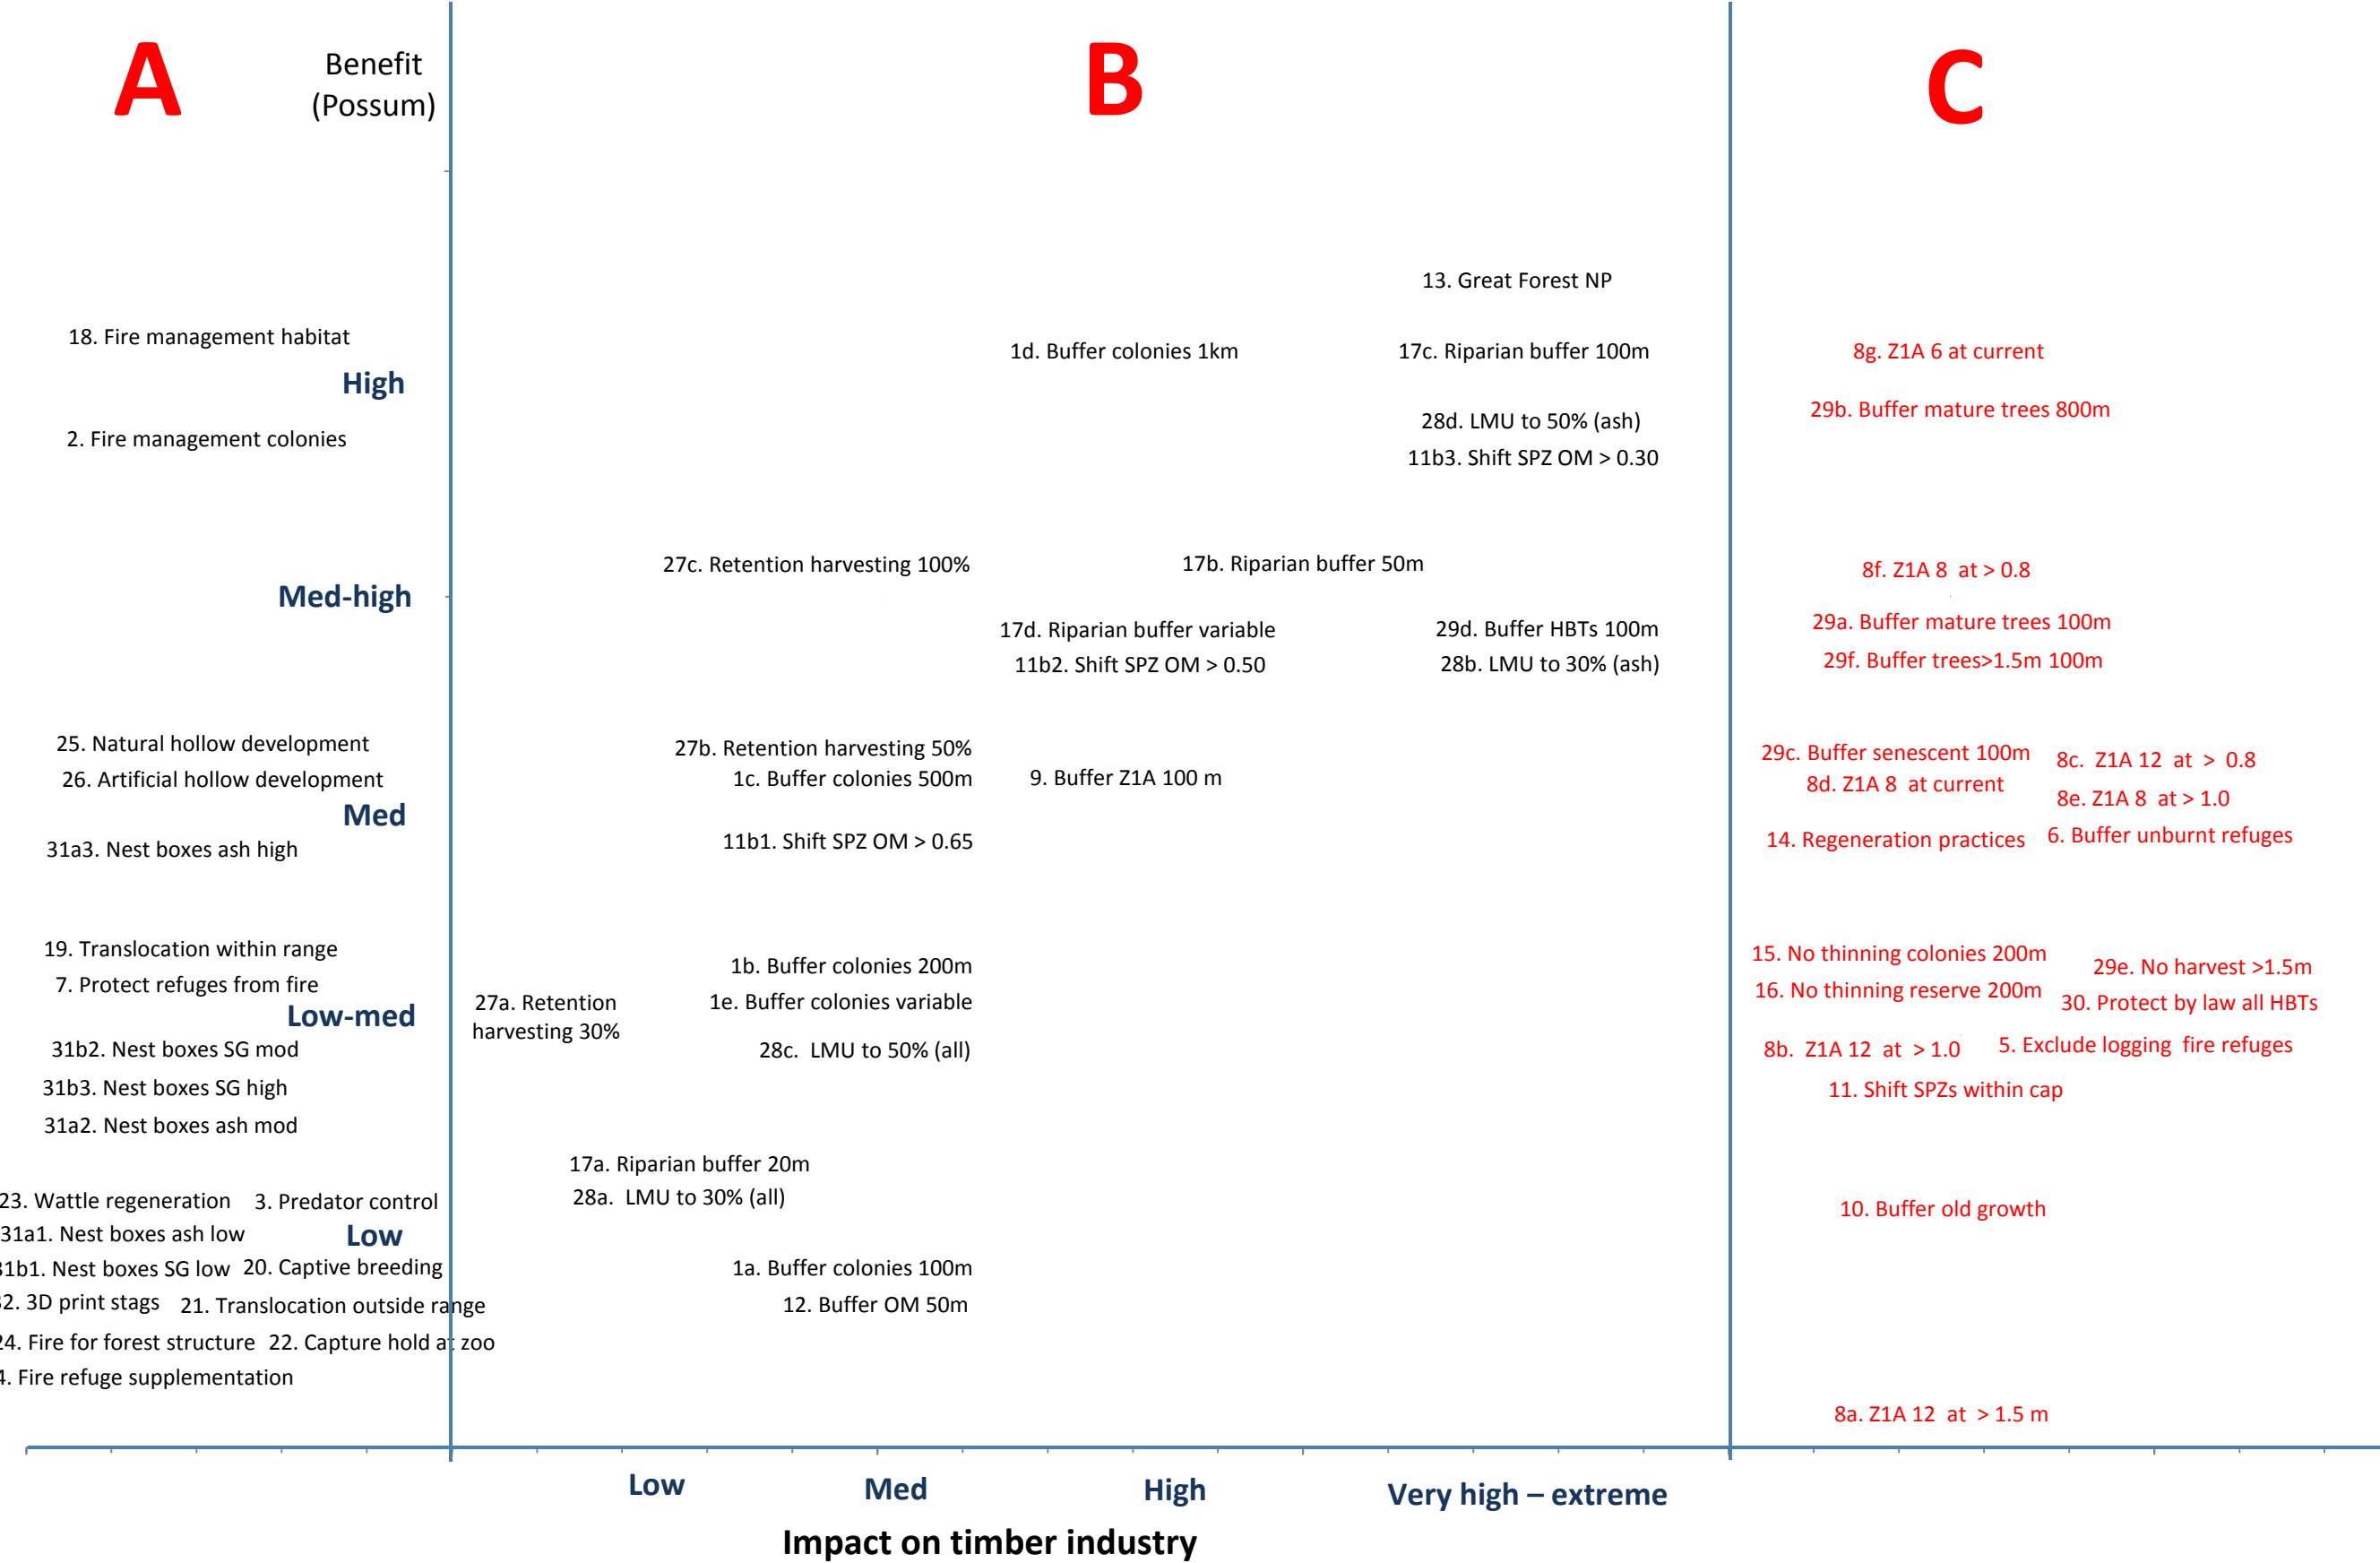 A
Benefit
(Possum)
B
C
13. Great Forest NP
18. Fire management habitat
1d. Buffer colonies 1km
17c. Riparian buffer 100m
8g. Z1A 6 at current
High
29b. Buffer mature trees 800m
28d. LMU to 50% (ash)
2. Fire management colonies
11b3. Shift SPZ OM > 0.30
27c. Retention harvesting 100%
17b. Riparian buffer 50m
8f. Z1A 8 at > 0.8
Med-high
17d. Riparian buffer variable
29d. Buffer HBTs 100m
29a. Buffer mature trees 100m
11b2. Shift SPZ OM > 0.50
28b. LMU to 30% (ash)
29f. Buffer trees>1.5m 100m
25. Natural hollow development
27b. Retention harvesting 50%
29c. Buffer senescent 100m
8c. Z1A 12 at > 0.8
26. Artificial hollow development
1c. Buffer colonies 500m
9. Buffer Z1A 100 m
8d. Z1A 8 at current
8e. Z1A 8 at > 1.0
Med
31a3. Nest boxes ash high
11b1. Shift SPZ OM > 0.65
14. Regeneration practices
6. Buffer unburnt refuges
19. Translocation within range
1b. Buffer colonies 200m
15. No thinning colonies 200m
29e. No harvest >1.5m
7. Protect refuges from fire
16. No thinning reserve 200m
30. Protect by law all HBTs
Low-med
27a. Retention
harvesting 30%
1e. Buffer colonies variable
31b2. Nest boxes SG mod
28c. LMU to 50% (all)
8b. Z1A 12 at > 1.0
5. Exclude logging fire refuges
31b3. Nest boxes SG high
11. Shift SPZs within cap
31a2. Nest boxes ash mod
17a. Riparian buffer 20m
23. Wattle regeneration
3. Predator control
28a. LMU to 30% (all)
10. Buffer old growth
31a1. Nest boxes ash low
Low
31b1. Nest boxes SG low
20. Captive breeding
1a. Buffer colonies 100m
32. 3D print stags
21. Translocation outside range
12. Buffer OM 50m
24. Fire for forest structure
22. Capture hold at zoo
4. Fire refuge supplementation
8a. Z1A 12 at > 1.5 m
Low
Med
High
Very high – extreme
Impact on timber industry